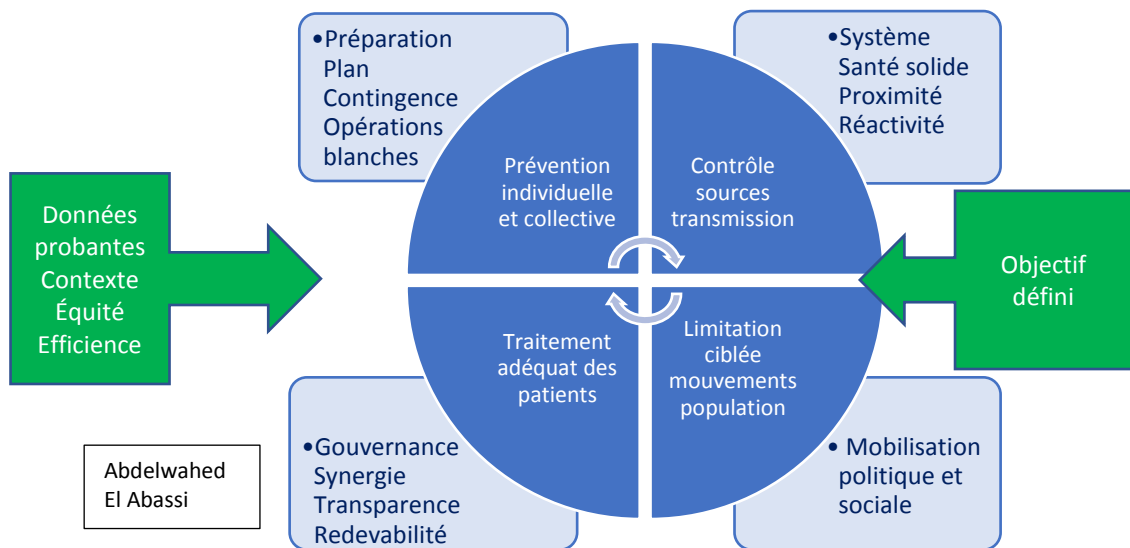 •Préparation
Plan
Contingence
Opérations
blanches
•Système
Santé solide
Proximité
Réactivité
Prévention
individuelle
et collective
Contrôle
sources
transmission
Données
probantes
Contexte
Équité
Efficience
Objectif
défini
Traitement
adéquat des
patients
Limitation
ciblée
mouvements
population
•Gouvernance
Synergie
Transparence
Redevabilité
• Mobilisation
politique et
sociale
Abdelwahed
El Abassi